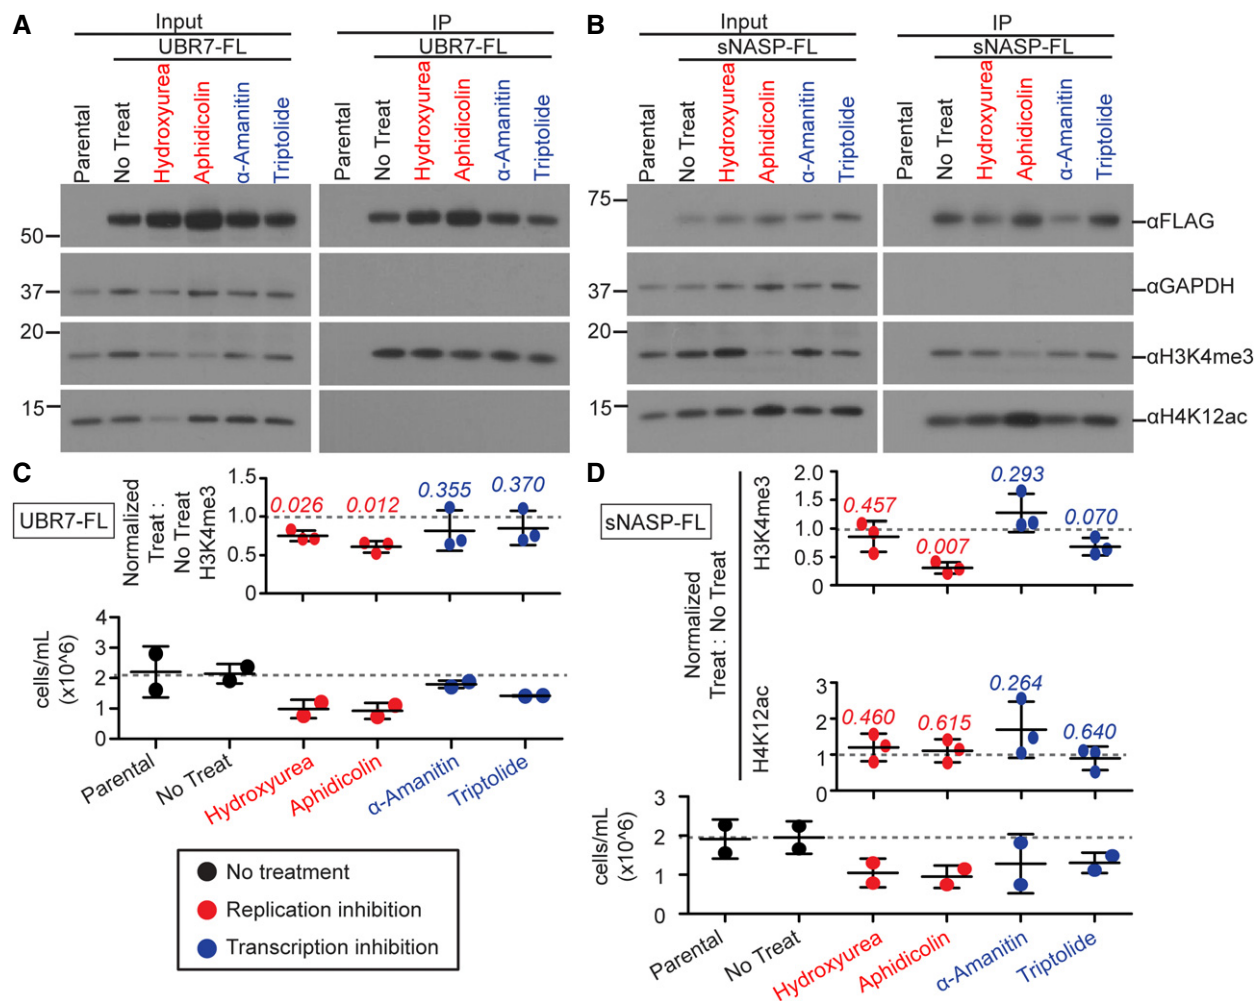 A
Input
IP
UBR7-FL
UBR7-FL
Parental
No Treat
Hydroxyurea
Aphidicolin
α-Amanitin
Triptolide
Parental
No Treat
Hydroxyurea
Aphidicolin
α-Amanitin
Triptolide
50
37
20
15
B
Input
IP
sNASP-FL
sNASP-FL
Parental
No Treat
Hydroxyurea
Aphidicolin
α-Amanitin
Triptolide
Parental
No Treat
Hydroxyurea
Aphidicolin
α-Amanitin
Triptolide
75
37
20
15
αFLAG
αGAPDH
αH3K4me3
αH4K12ac
C
UBR7-FL
Normalized
Treat :
No Treat
H3K4me3
1.5
1.0
0.5
0
0.026
0.012
0.355
0.370
cells/mL
(x10^6)
4
3
2
1
0
Parental
No Treat
Hydroxyurea
Aphidicolin
α-Amanitin
Triptolide
No treatment
Replication inhibition
Transcription inhibition
D
sNASP-FL
Normalized
Treat : No Treat
H3K4me3
2.0
1.5
1.0
0.5
0
0.457
0.007
0.293
0.070
H4K12ac
3
2
1
0
0.460
0.615
0.264
0.640
cells/mL
(x10^6)
3
2
1
0
Parental
No Treat
Hydroxyurea
Aphidicolin
α-Amanitin
Triptolide